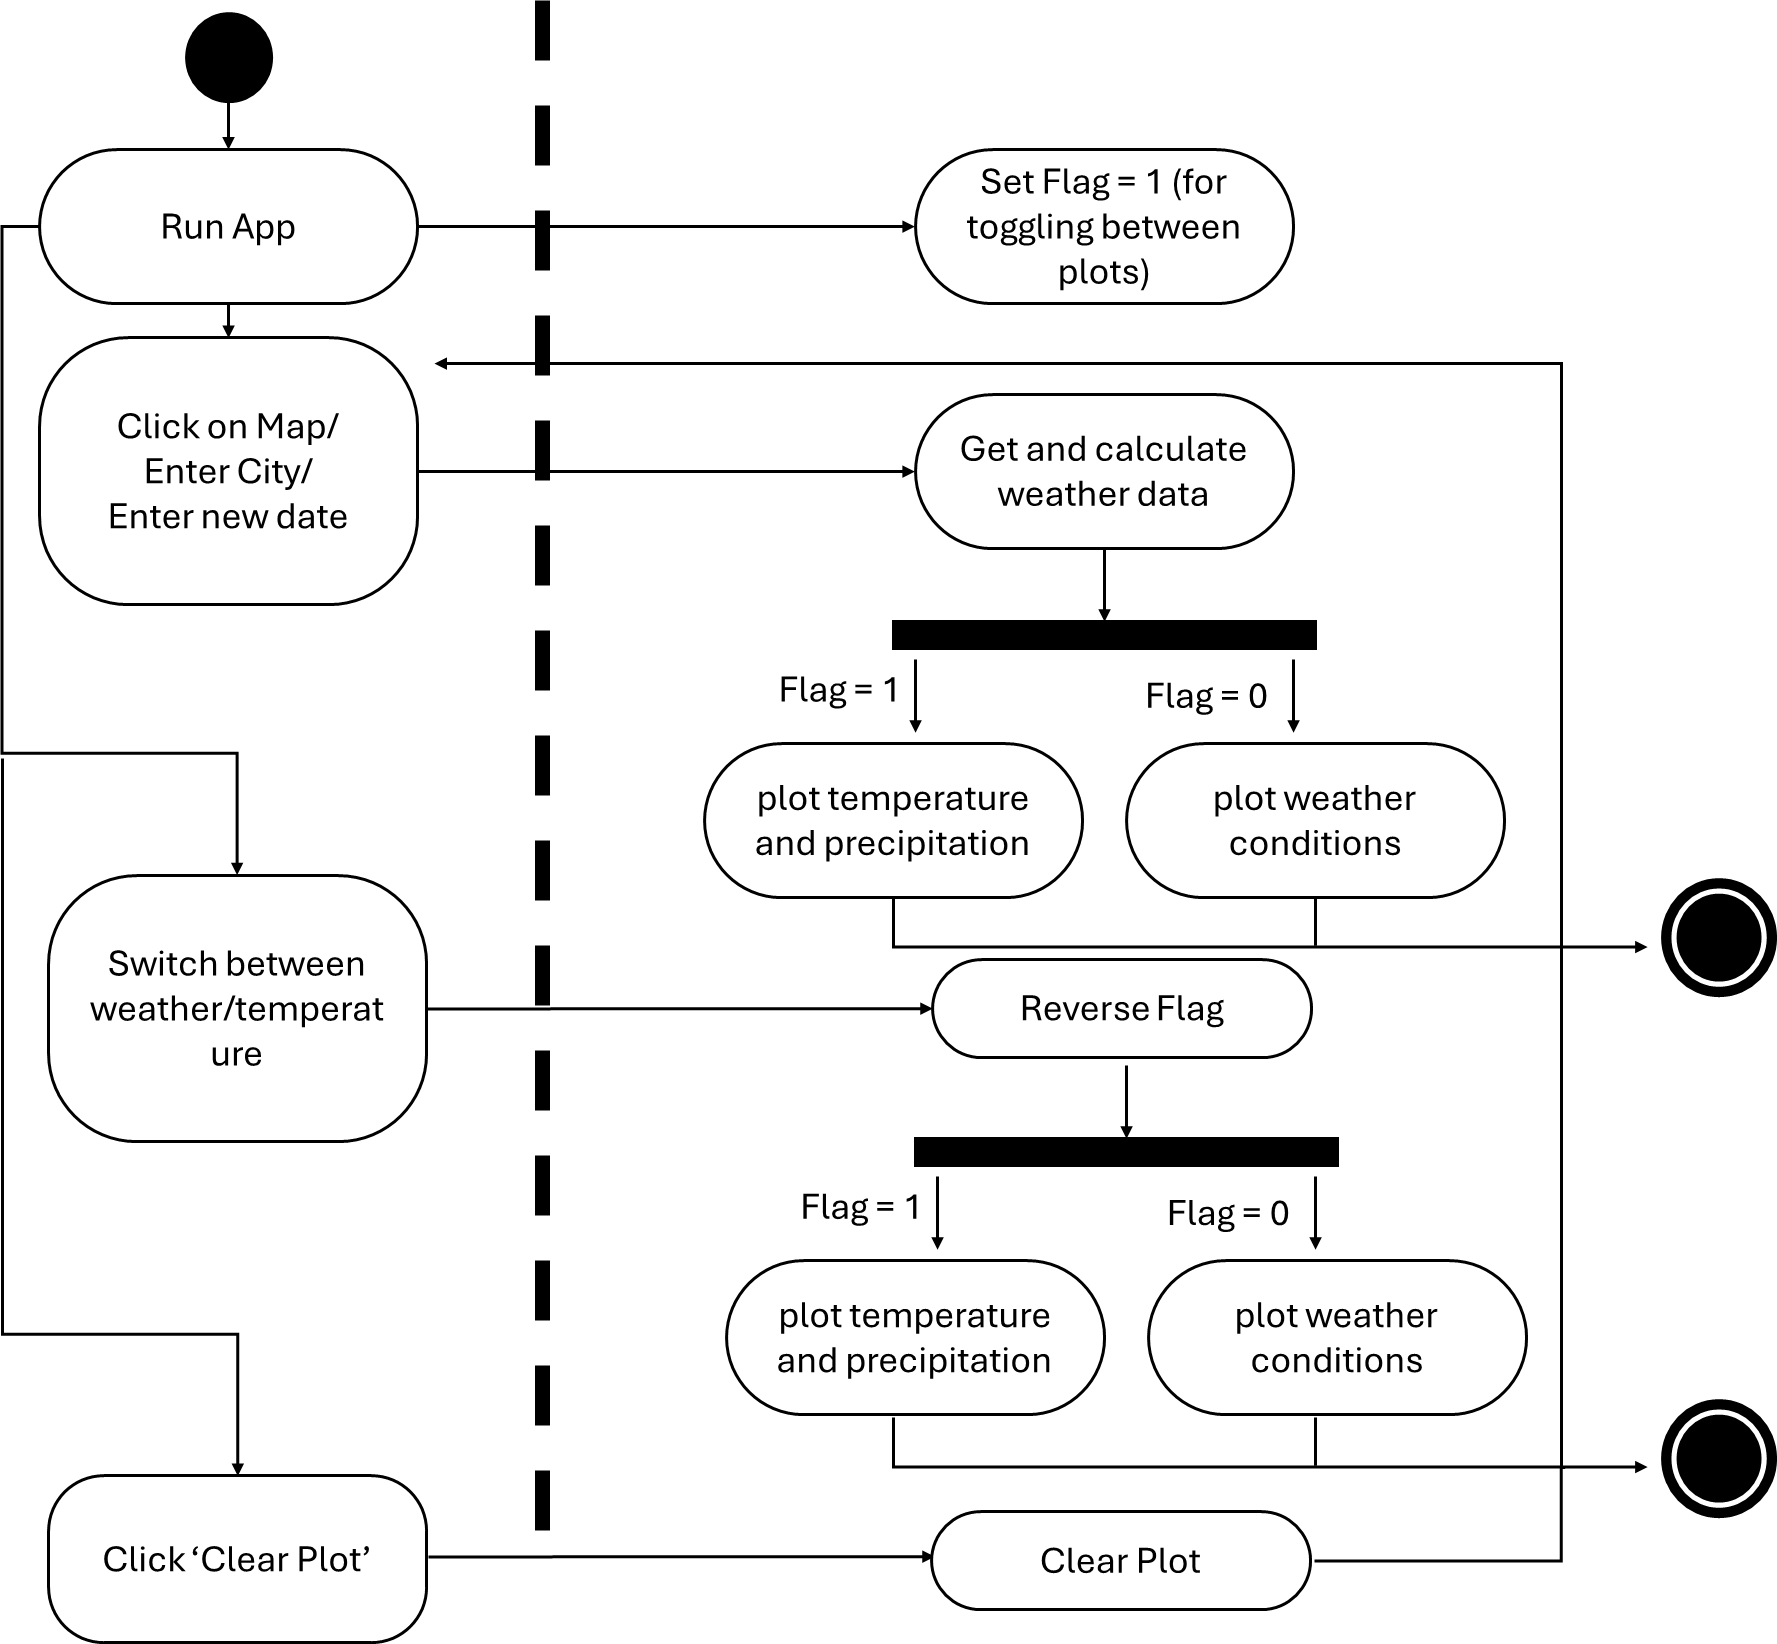 Run App
Set Flag = 1 (for
toggling between
plots)
Click on Map/
Enter City/
Enter new date
Get and calculate
weather data
Flag = 1
Flag = 0
plot temperature
and precipitation
plot weather
conditions
Switch between
weather/temperat
ure
Reverse Flag
Flag = 1
Flag = 0
plot temperature
and precipitation
plot weather
conditions
Click ‘Clear Plot’
Clear Plot